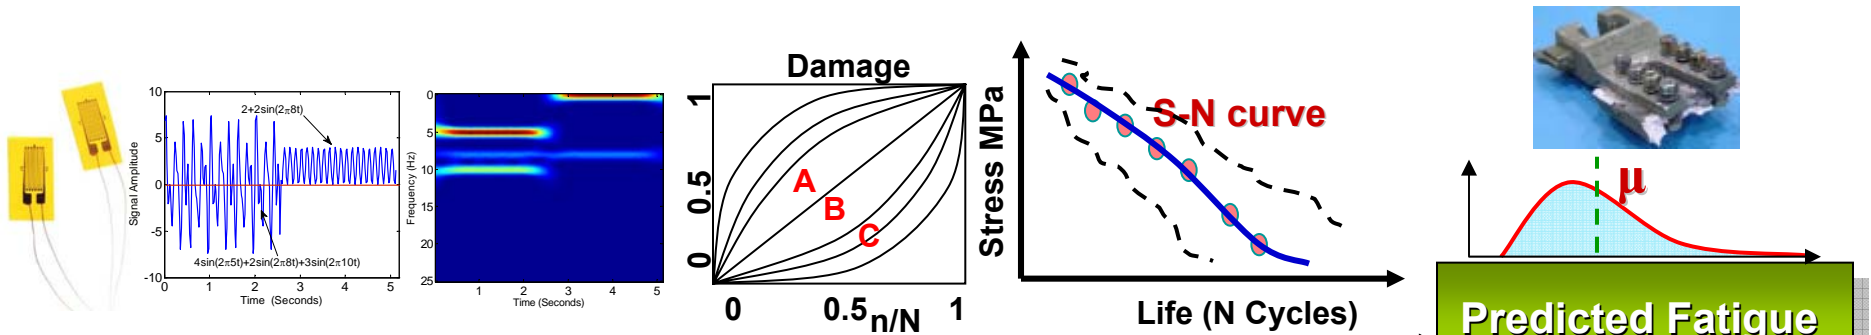 10
5
0
-5
-10
Signal Amplitude
2+2sin(2π8t)
4sin(2π5t)+2sin(2π8t)+3sin(2π10t)
0 1 2 3 4 5
Time (Seconds)
0
5
10
15
20
25
Frequency (Hz)
1 2 3 4 5
Time (Seconds)
Damage
1
0.5
0
A
B
C
0 0.5 1
n/N
Stress MPa
S-N curve
Life (N Cycles)
μ
Predicted Fatigue